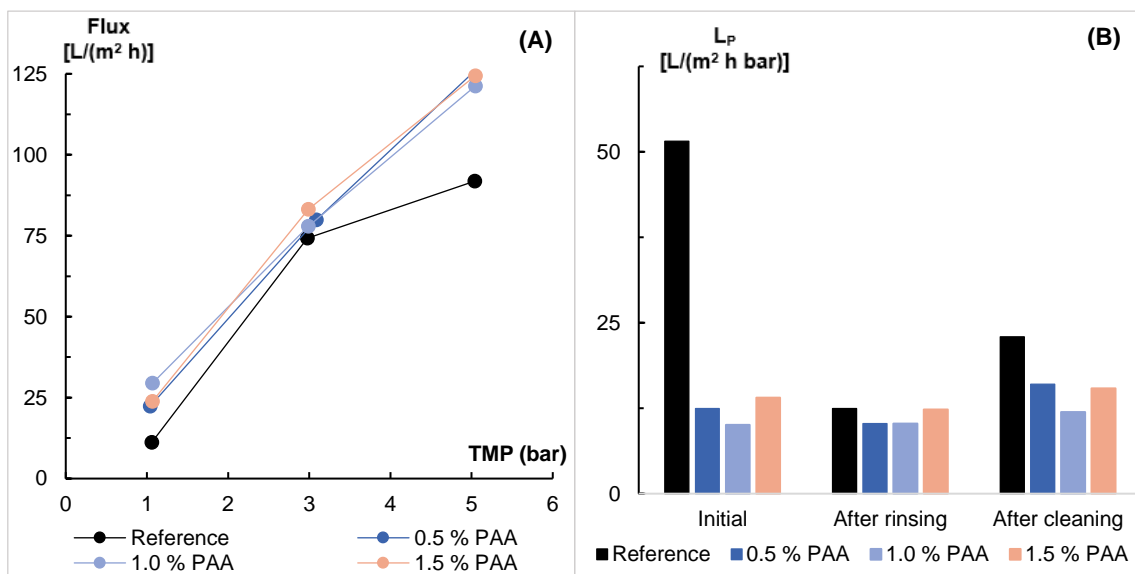 Flux
[L/(m² h)]
(A)
125
100
75
50
25
0
0 1 2 3 4 5 6
TMP (bar)
Reference
0.5 % PAA
1.0 % PAA
1.5 % PAA
L_P
[L/(m² h bar)]
(B)
50
25
0
Initial After rinsing After cleaning
Reference 0.5 % PAA 1.0 % PAA 1.5 % PAA